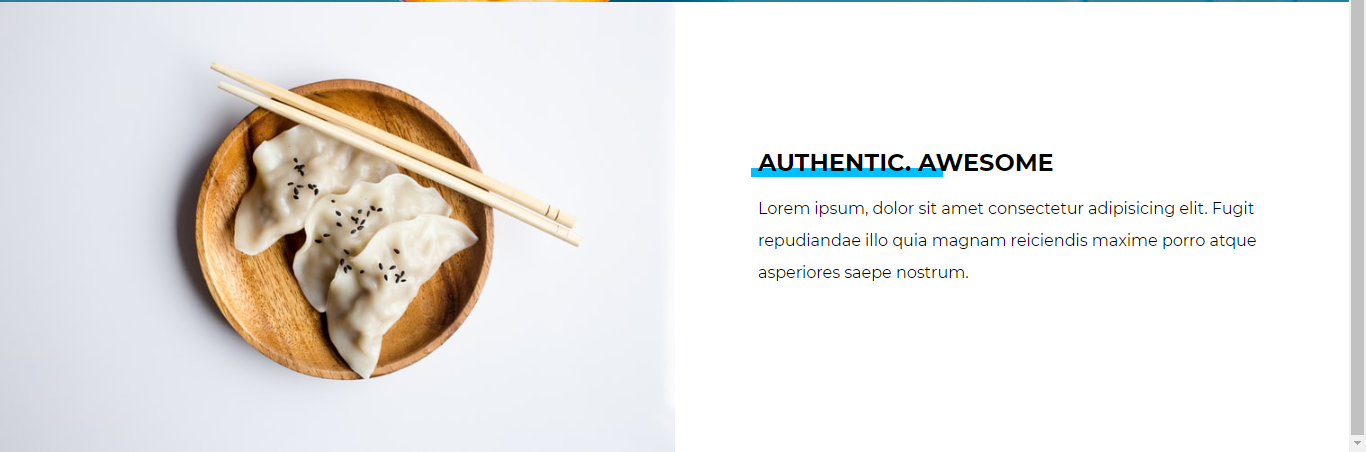 AUTHENTIC. AWESOME
Lorem ipsum, dolor sit amet consectetur adipisicing elit. Fugit
repudiandae illo quia magnam reiciendis maxime porro atque
asperiores saepe nostrum.